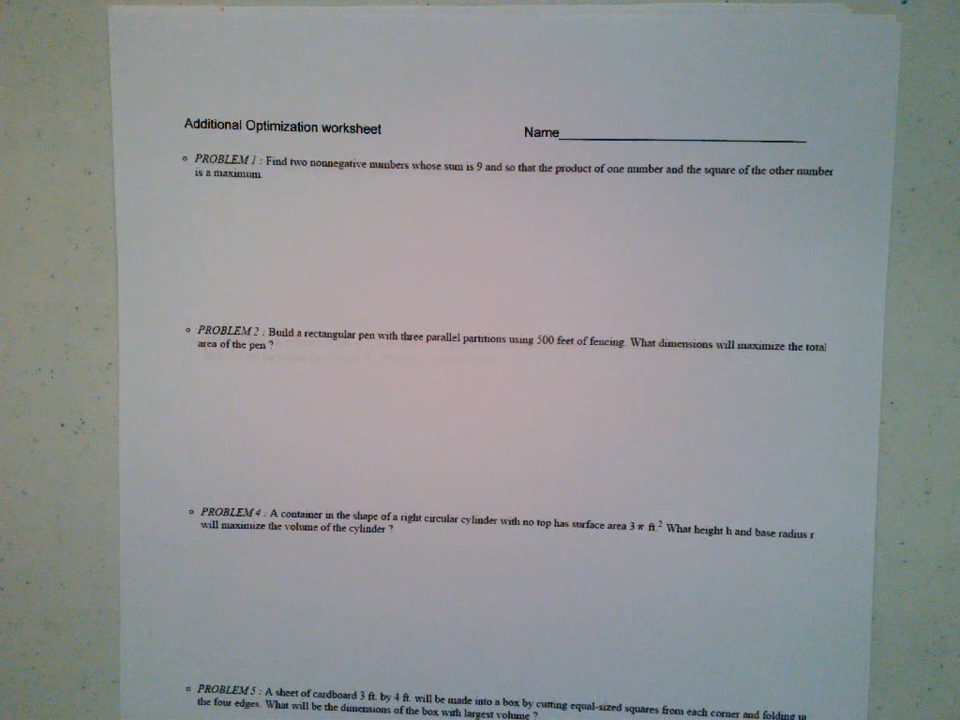 Additional Optimization worksheet Name
PROBLEM 1 : Find two nonnegative numbers whose sum is 9 and so that the product of one number and the square of the other number
is a maximum.
PROBLEM 2 : Build a rectangular pen with three parallel partitions using 500 feet of fencing. What dimensions will maximize the total
area of the pen ?
PROBLEM 4 : A container in the shape of a right circular cylinder with no top has surface area 3 π ft.² What height h and base radius r
will maximize the volume of the cylinder ?
PROBLEM 5 : A sheet of cardboard 3 ft. by 4 ft. will be made into a box by cutting equal-sized squares from each corner and folding up
the four edges. What will be the dimensions of the box with largest volume ?